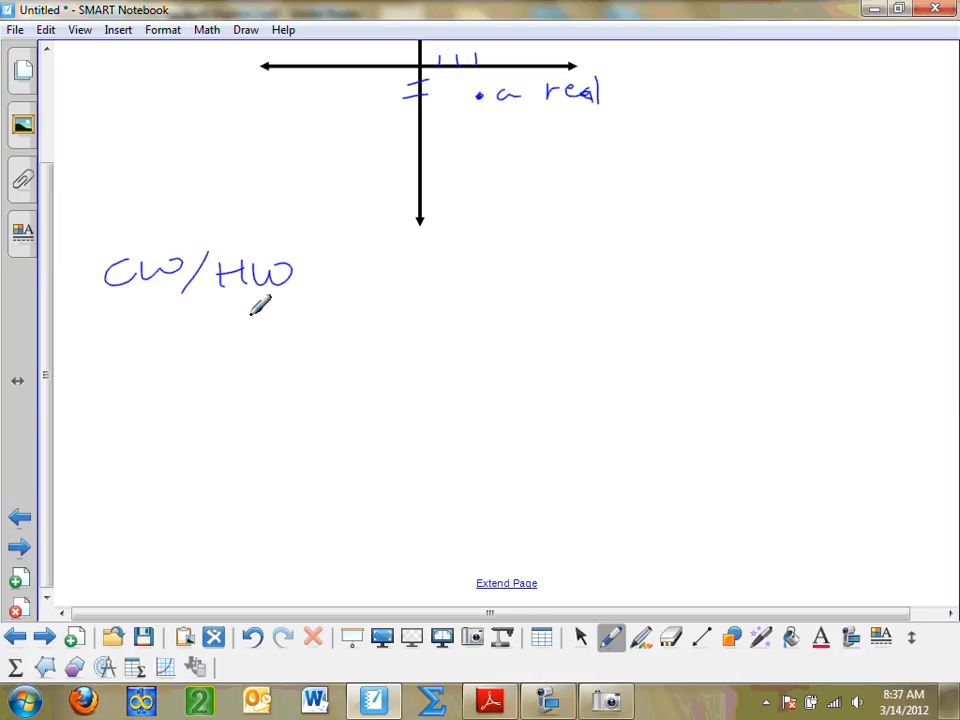 Untitled * - SMART Notebook
File Edit View Insert Format Math Draw Help
a real
CW/HW
Extend Page
8:37 AM
3/14/2012